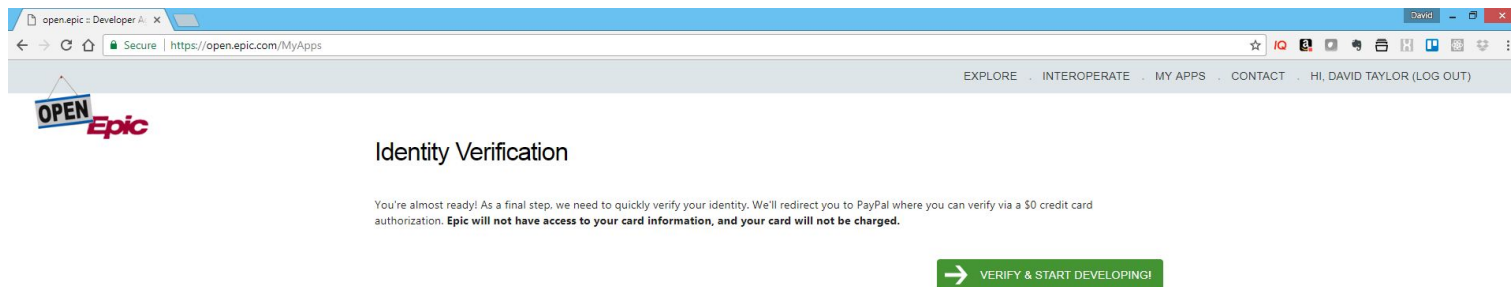 open.epic :: Developer A
David
Secure | https://open.epic.com/MyApps
EXPLORE . INTEROPERATE . MY APPS . CONTACT . HI, DAVID TAYLOR (LOG OUT)
OPEN
Epic
Identity Verification
You're almost ready! As a final step, we need to quickly verify your identity. We'll redirect you to PayPal where you can verify via a $0 credit card
authorization. Epic will not have access to your card information, and your card will not be charged.
VERIFY & START DEVELOPING!